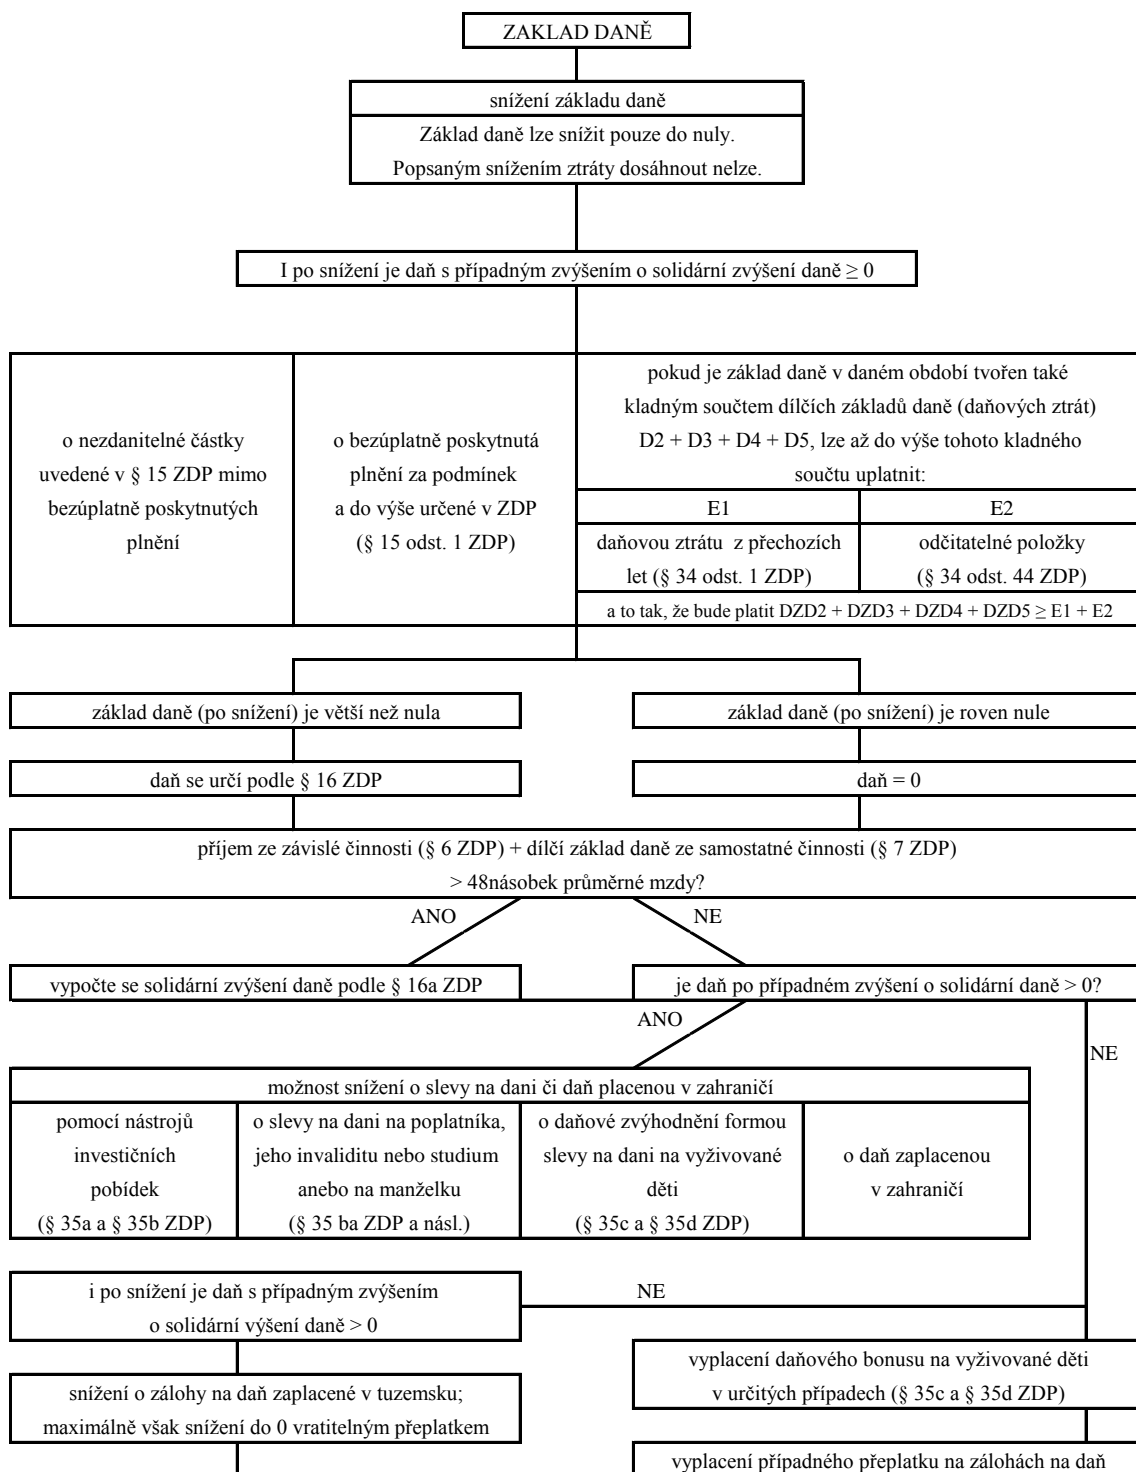 ZAKLAD DANĚ
snížení základu daně
Základ daně lze snížit pouze do nuly.
Popsaným snížením ztráty dosáhnout nelze.
I po snížení je daň s případným zvýšením o solidární zvýšení daně ≥ 0
o nezdanitelné částky
uvedené v § 15 ZDP mimo
bezúplatně poskytnutých
plnění
o bezúplatně poskytnutá
plnění za podmínek
a do výše určené v ZDP
(§ 15 odst. 1 ZDP)
pokud je základ daně v daném období tvořen také
kladným součtem dílčích základů daně (daňových ztrát)
D2 + D3 + D4 + D5, lze až do výše tohoto kladného
součtu uplatnit:
E1
daňovou ztrátu z přechozích
let (§ 34 odst. 1 ZDP)
E2
odčitatelné položky
(§ 34 odst. 44 ZDP)
a to tak, že bude platit DZD2 + DZD3 + DZD4 + DZD5 ≥ E1 + E2
základ daně (po snížení) je větší než nula
základ daně (po snížení) je roven nule
daň se určí podle § 16 ZDP
daň = 0
příjem ze závislé činnosti (§ 6 ZDP) + dílčí základ daně ze samostatné činnosti (§ 7 ZDP)
> 48násobek průměrné mzdy?
ANO
NE
vypočte se solidární zvýšení daně podle § 16a ZDP
je daň po případném zvýšení o solidární daně > 0?
ANO
NE
možnost snížení o slevy na dani či daň placenou v zahraničí
pomocí nástrojů
investičních
pobídek
(§ 35a a § 35b ZDP)
o slevy na dani na poplatníka,
jeho invaliditu nebo studium
anebo na manželku
(§ 35 ba ZDP a násl.)
o daňové zvýhodnění formou
slevy na dani na vyživované
děti
(§ 35c a § 35d ZDP)
o daň zaplacenou
v zahraničí
i po snížení je daň s případným zvýšením
o solidární výšení daně > 0
NE
vyplacení daňového bonusu na vyživované děti
v určitých případech (§ 35c a § 35d ZDP)
snížení o zálohy na daň zaplacené v tuzemsku;
maximálně však snížení do 0 vratitelným přeplatkem
vyplacení případného přeplatku na zálohách na daň